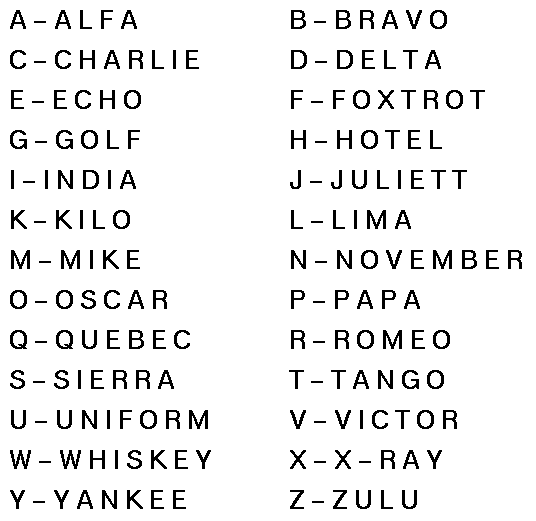 A – ALFA B – BRAVO
C – CHARLIE D – DELTA
E – ECHO F – FOXTROT
G – GOLF H – HOTEL
I – INDIA J – JULIETT
K – KILO L – LIMA
M – MIKE N – NOVEMBER
O – OSCAR P – PAPA
Q – QUEBEC R – ROMEO
S – SIERRA T – TANGO
U – UNIFORM V – VICTOR
W – WHISKEY X – X–RAY
Y – YANKEE Z – ZULU